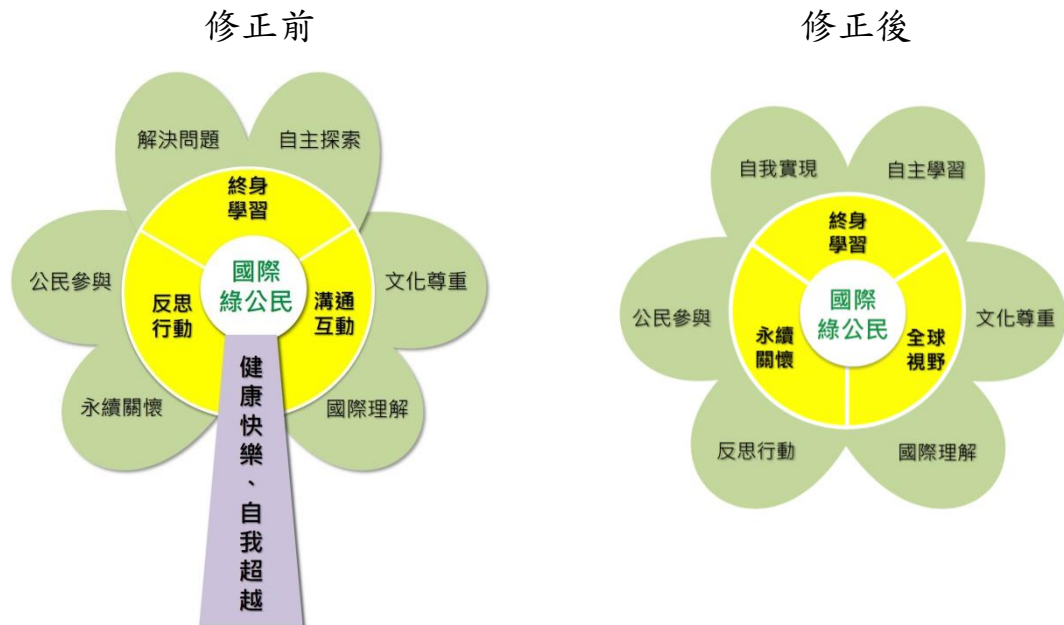 修正前
解決問題
自主探索
終身
學習
公民參與
反思
行動
國際
綠公民
溝通
互動
文化尊重
永續關懷
國際理解
健康快樂、自我超越
修正後
自我實現
自主學習
終身
學習
公民參與
永續
關懷
國際
綠公民
全球
視野
文化尊重
反思行動
國際理解